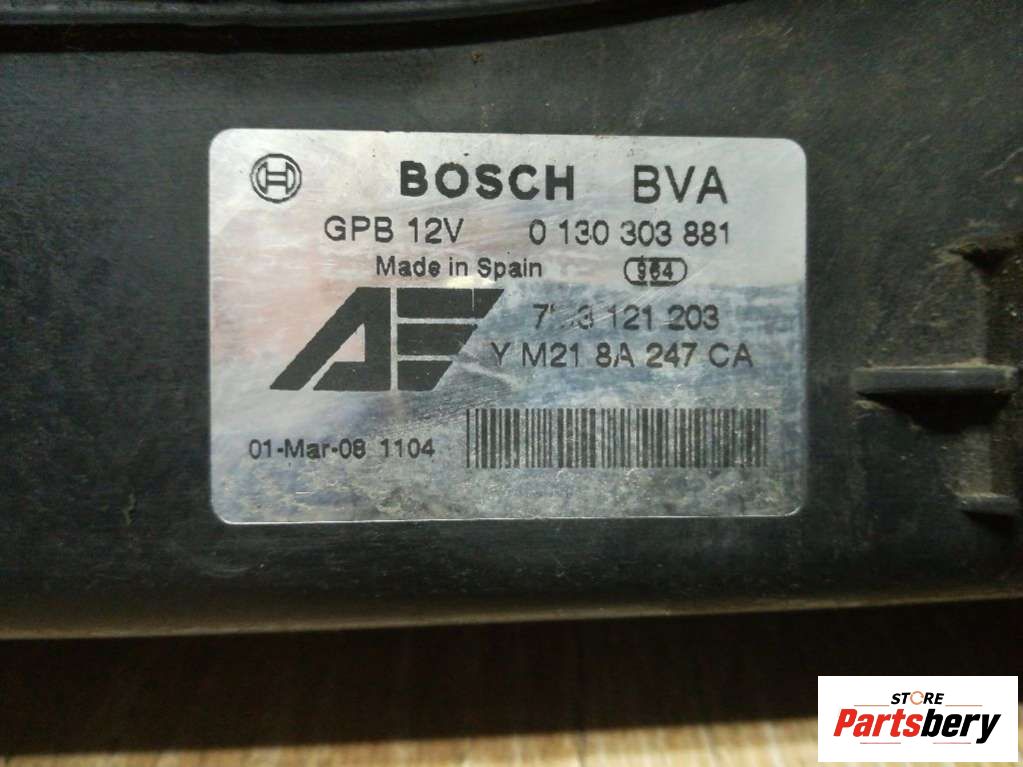 BOSCH BVA
GPB 12V 0 130 303 881
Made in Spain 964
121 203
Y M21 8A 247 CA
01-Mar-08 1104
STORE
Partsbery